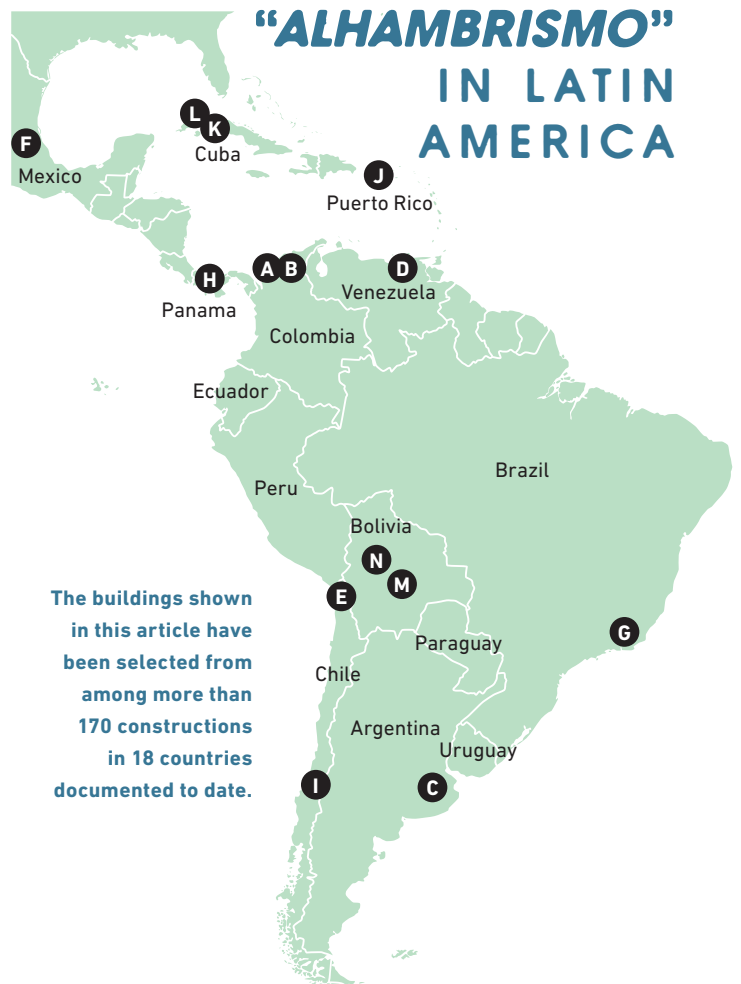 “ALHAMBRISMO”
IN LATIN
AMERICA
L
K
Cuba
F
Mexico
J
Puerto Rico
A
B
D
H
Venezuela
Panama
Colombia
Ecuador
Brazil
Peru
Bolivia
N
M
E
G
Paraguay
Chile
Argentina
Uruguay
I
C
The buildings shown
in this article have
been selected from
among more than
170 constructions
in 18 countries
documented to date.